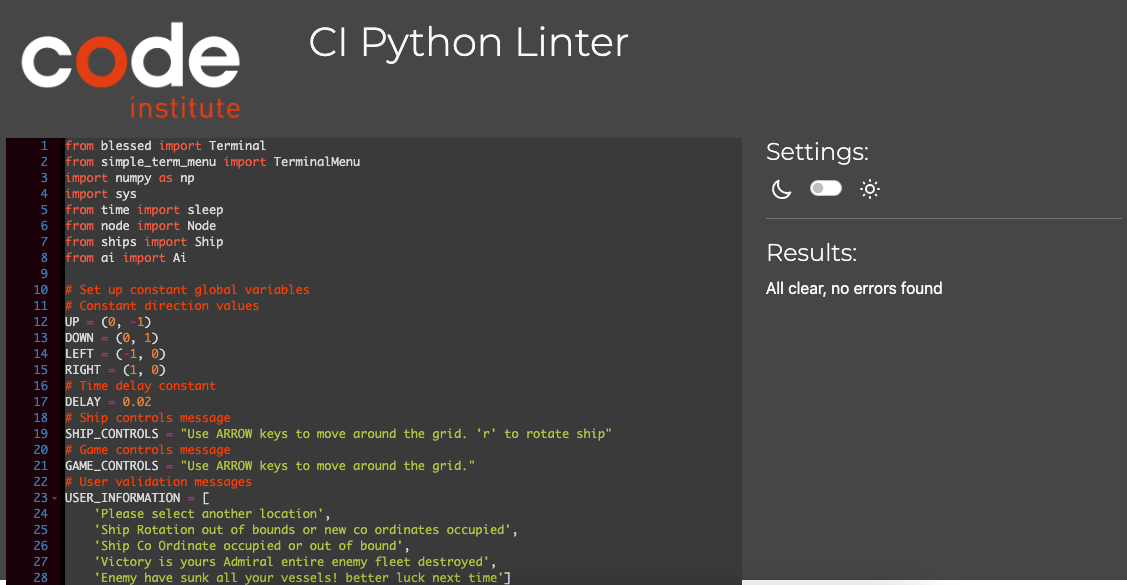 code
institute
CI Python Linter
1 from blessed import Terminal
2 from simple_term_menu import TerminalMenu
3 import numpy as np
4 import sys
5 from time import sleep
6 from node import Node
7 from ships import Ship
8 from ai import Ai
9
10 # Set up constant global variables
11 # Constant direction values
12 UP = (0, -1)
13 DOWN = (0, 1)
14 LEFT = (-1, 0)
15 RIGHT = (1, 0)
16 # Time delay constant
17 DELAY = 0.02
18 # Ship controls message
19 SHIP_CONTROLS = "Use ARROW keys to move around the grid. 'r' to rotate ship"
20 # Game controls message
21 GAME_CONTROLS = "Use ARROW keys to move around the grid."
22 # User validation messages
23 USER_INFORMATION = [
24     'Please select another location',
25     'Ship Rotation out of bounds or new co ordinates occupied',
26     'Ship Co Ordinate occupied or out of bound',
27     'Victory is yours Admiral entire enemy fleet destroyed',
28     'Enemy have sunk all your vessels! better luck next time']
Settings:
Results:
All clear, no errors found